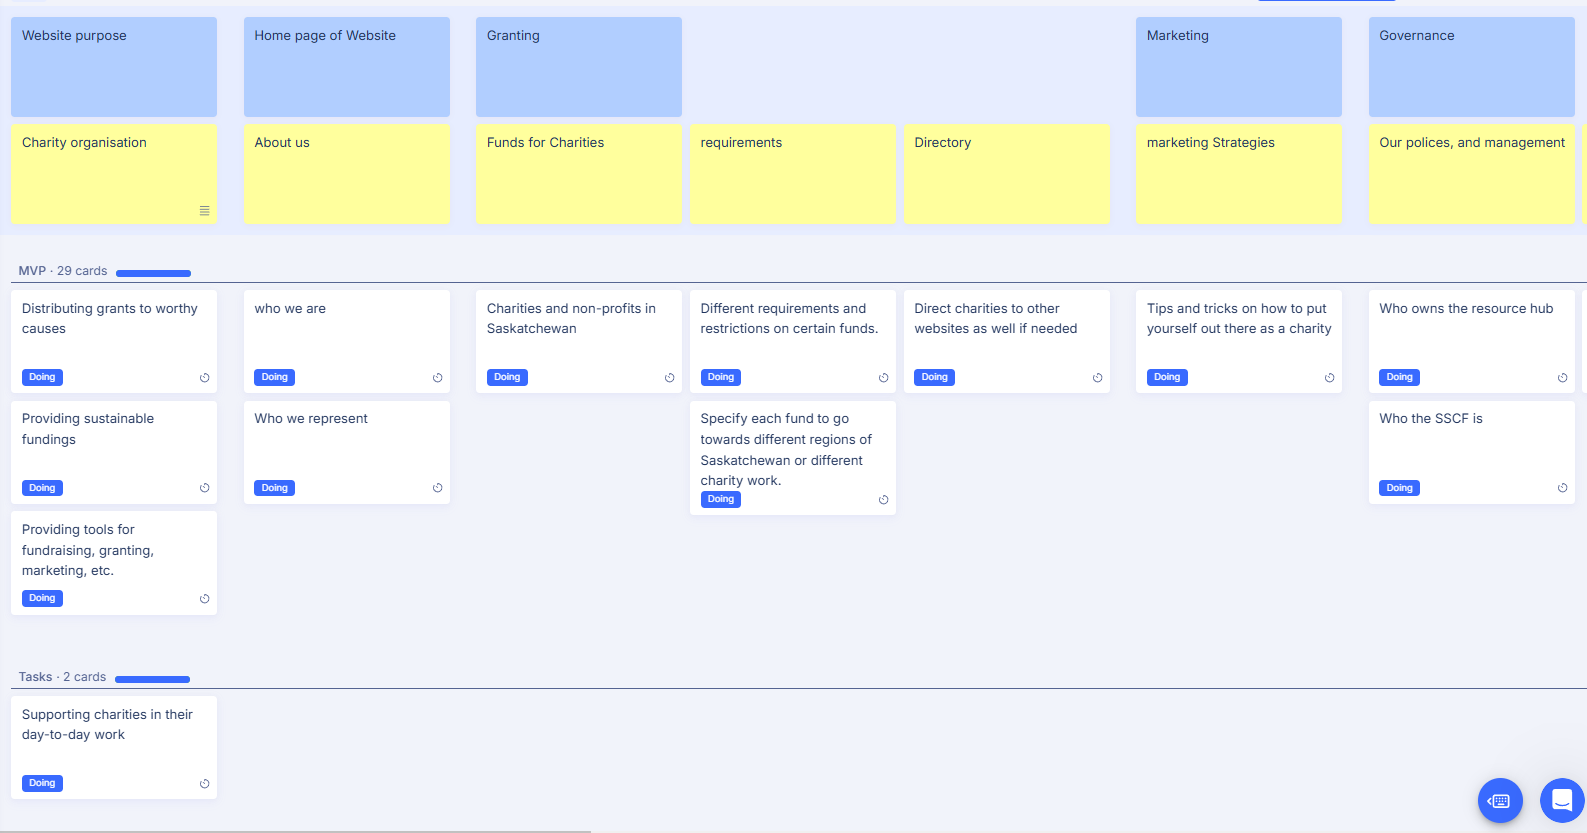 Website purpose
Home page of Website
Granting
Marketing
Governance
Charity organisation
About us
Funds for Charities
requirements
Directory
marketing Strategies
Our polices, and management
MVP · 29 cards
Distributing grants to worthy
causes
Doing
who we are
Doing
Charities and non-profits in
Saskatchewan
Doing
Different requirements and
restrictions on certain funds.
Doing
Direct charities to other
websites as well if needed
Doing
Tips and tricks on how to put
yourself out there as a charity
Doing
Who owns the resource hub
Doing
Providing sustainable
fundings
Doing
Who we represent
Doing
Specify each fund to go
towards different regions of
Saskatchewan or different
charity work.
Doing
Who the SSCF is
Doing
Providing tools for
fundraising, granting,
marketing, etc.
Doing
Tasks · 2 cards
Supporting charities in their
day-to-day work
Doing